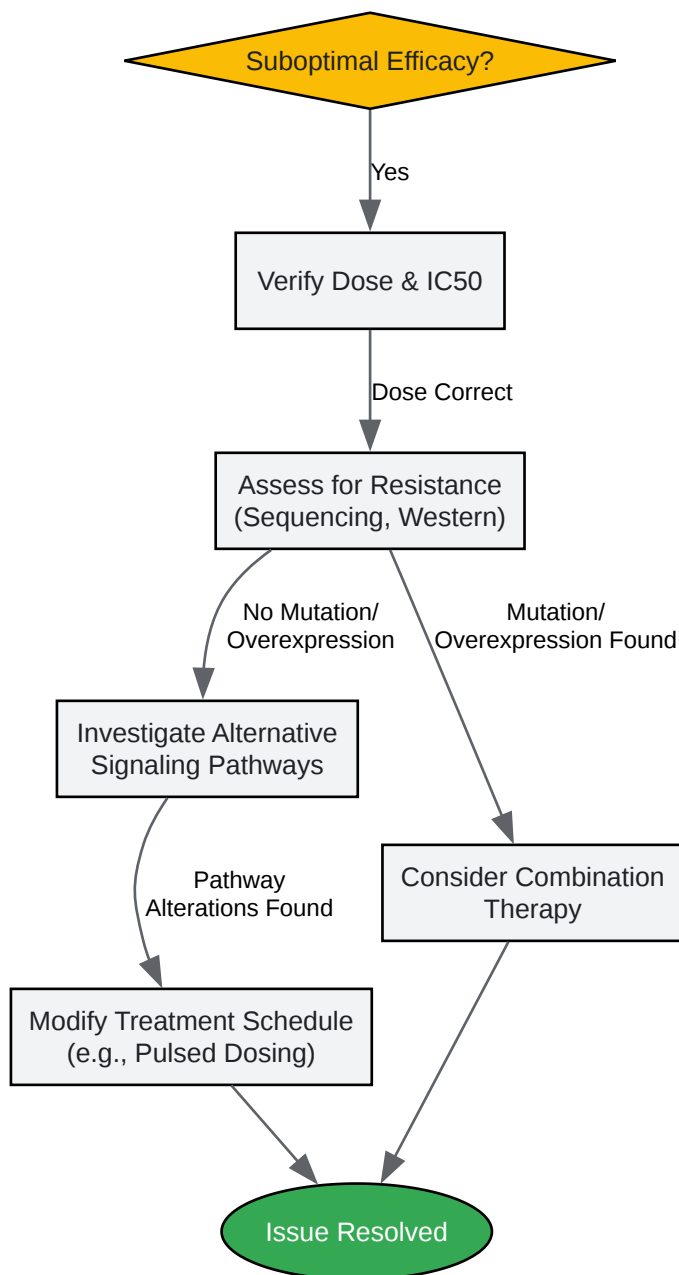 Suboptimal Efficacy?
Yes
Verify Dose & IC50
Dose Correct
Assess for Resistance
(Sequencing, Western)
No Mutation/
Overexpression
Mutation/
Overexpression Found
Investigate Alternative
Signaling Pathways
Consider Combination
Therapy
Pathway
Alterations Found
Modify Treatment Schedule
(e.g., Pulsed Dosing)
Issue Resolved